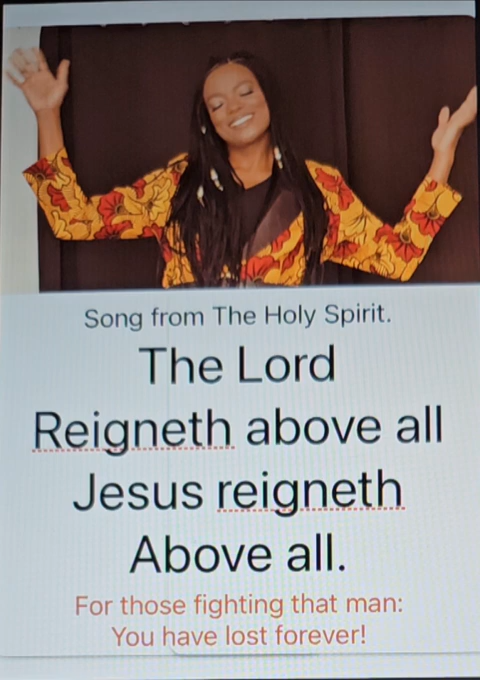 Song from The Holy Spirit.
The Lord
Reigneth above all
Jesus reigneth
Above all.
For those fighting that man:
You have lost forever!